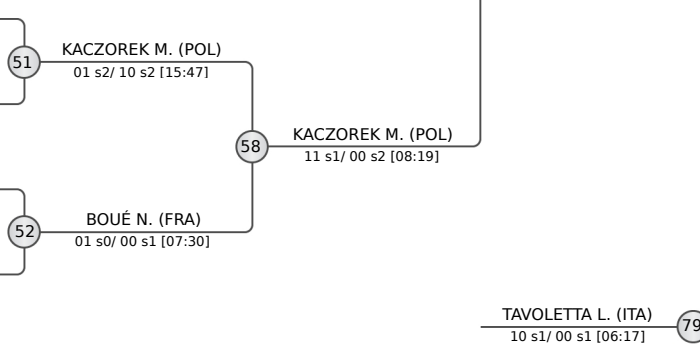 51
KACZOREK M. (POL)
01 s2/ 10 s2 [15:47]
58
KACZOREK M. (POL)
11 s1/ 00 s2 [08:19]
52
BOUÉ N. (FRA)
01 s0/ 00 s1 [07:30]
TAVOLETTA L. (ITA)
10 s1/ 00 s1 [06:17]
79